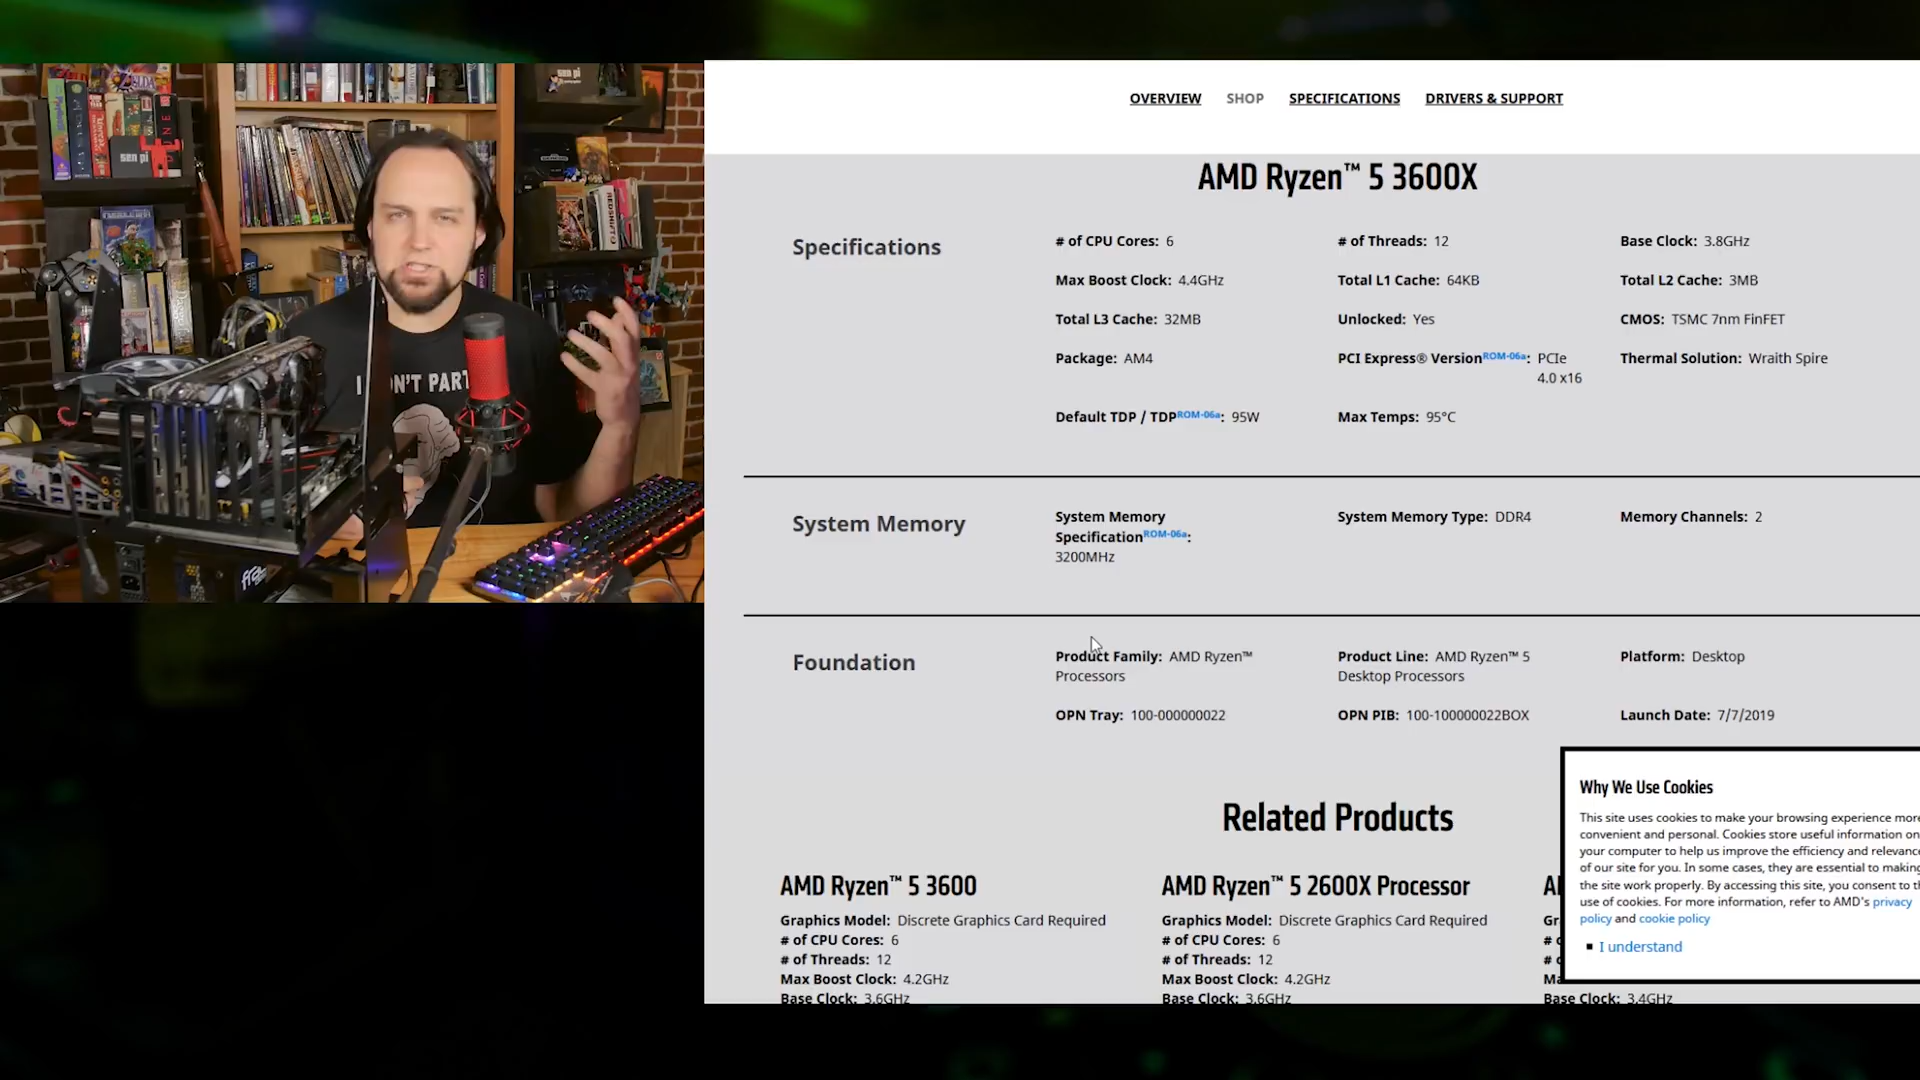 OVERVIEW SHOP SPECIFICATIONS DRIVERS & SUPPORT
AMD Ryzen™ 5 3600X
Specifications
# of CPU Cores: 6
# of Threads: 12
Base Clock: 3.8GHz
Max Boost Clock: 4.4GHz
Total L1 Cache: 64KB
Total L2 Cache: 3MB
Total L3 Cache: 32MB
Unlocked: Yes
CMOS: TSMC 7nm FinFET
Package: AM4
PCI Express® Version ROM-06a: PCIe
4.0 x16
Thermal Solution: Wraith Spire
Default TDP / TDP ROM-06a: 95W
Max Temps: 95°C
System Memory
System Memory
Specification ROM-06a:
3200MHz
System Memory Type: DDR4
Memory Channels: 2
Foundation
Product Family: AMD Ryzen™
Processors
Product Line: AMD Ryzen™ 5
Desktop Processors
Platform: Desktop
OPN Tray: 100-000000022
OPN PIB: 100-100000022BOX
Launch Date: 7/7/2019
Related Products
AMD Ryzen™ 5 3600
Graphics Model: Discrete Graphics Card Required
# of CPU Cores: 6
# of Threads: 12
Max Boost Clock: 4.2GHz
Base Clock: 3.6GHz
AMD Ryzen™ 5 2600X Processor
Graphics Model: Discrete Graphics Card Required
# of CPU Cores: 6
# of Threads: 12
Max Boost Clock: 4.2GHz
Base Clock: 3.6GHz
Base Clock: 3.4GHz
Why We Use Cookies
This site uses cookies to make your browsing experience more
convenient and personal. Cookies store useful information on
your computer to help us improve the efficiency and relevance
of our site for you. In some cases, they are essential to making
the site work properly. By accessing this site, you consent to the
use of cookies. For more information, refer to AMD's privacy
policy and cookie policy
I understand
sen pi
sen pi
DUNE
REDSHIRTS